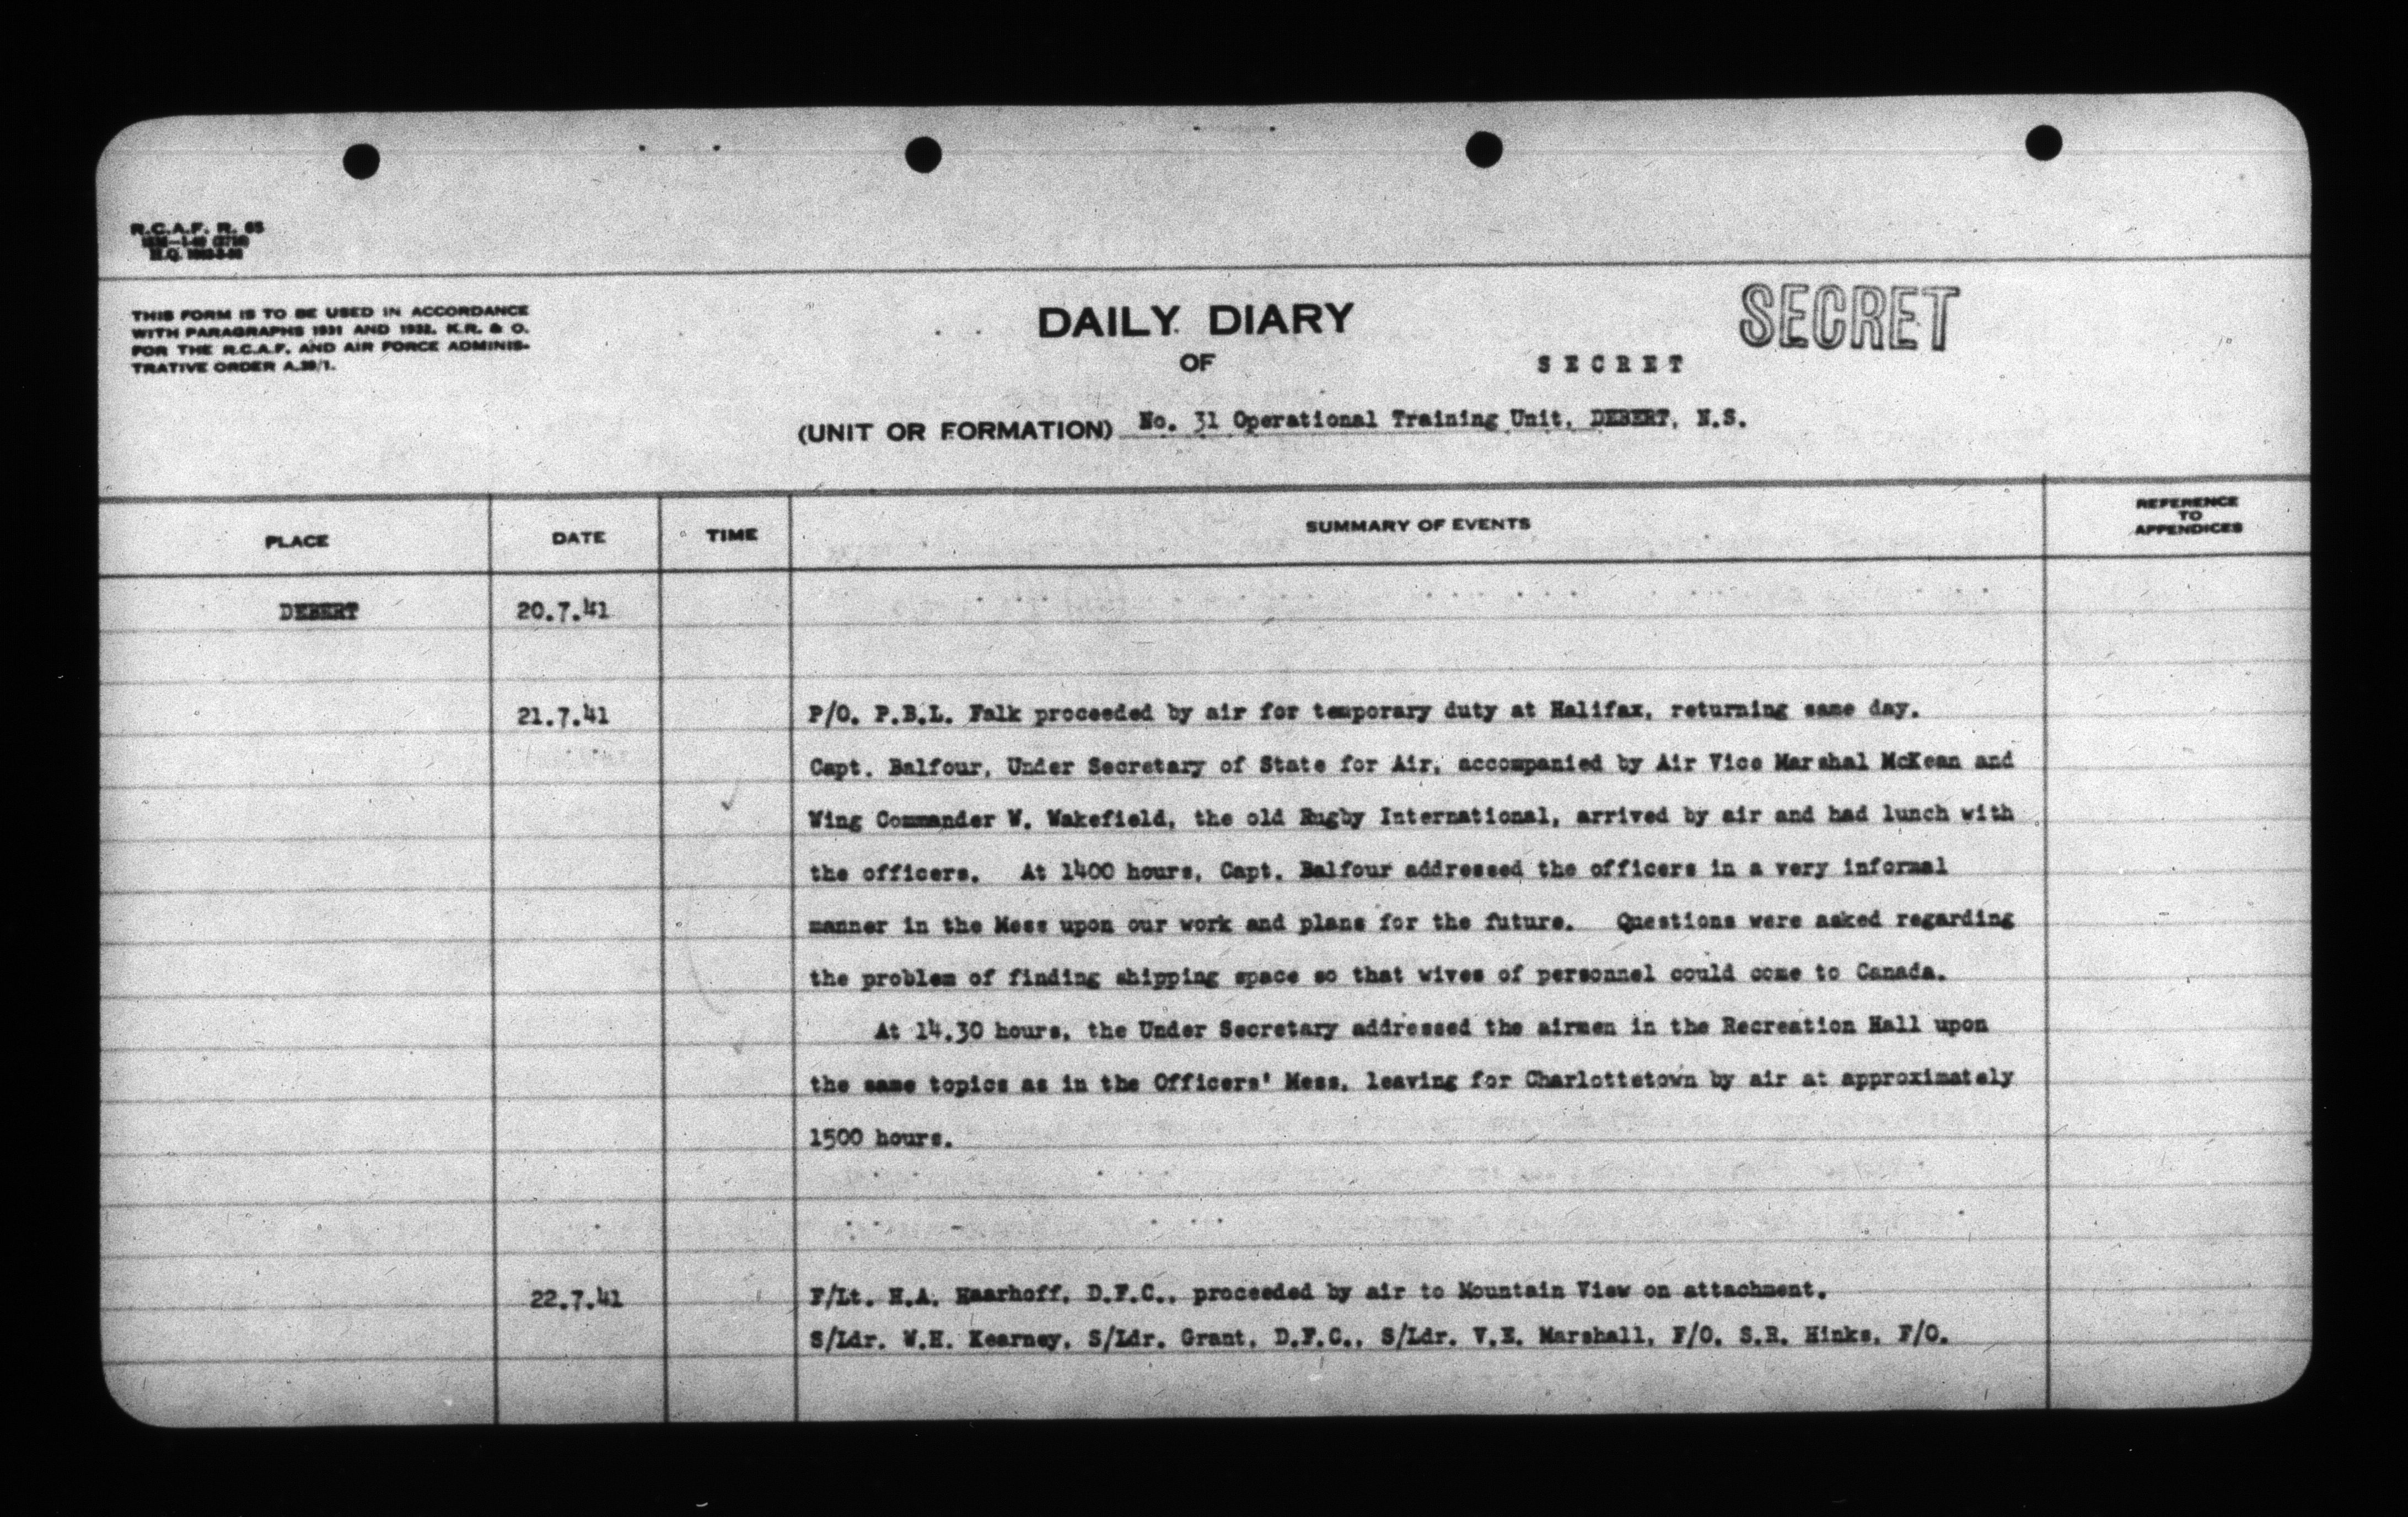 R.C.A.F. R. 65
H.Q.
THIS FORM IS TO BE USED IN ACCORDANCE
WITH PARAGRAPHS 1931 AND 1932, K.R. & O.
FOR THE R.C.A.F. AND AIR FORCE ADMINIS-
TRATIVE ORDER A.39/1.
DAILY DIARY
OF
SECRET
S E C R E T
(UNIT OR FORMATION) No. 31 Operational Training Unit, DEBERT, N.S.
PLACE DATE TIME SUMMARY OF EVENTS REFERENCE TO APPENDICES
DEBERT 20.7.41
21.7.41 P/O. P.B.L. Falk proceeded by air for temporary duty at Halifax, returning same day.
Capt. Balfour, Under Secretary of State for Air, accompanied by Air Vice Marshal McKean and
Wing Commander W. Wakefield, the old Rugby International, arrived by air and had lunch with
the officers. At 1400 hours, Capt. Balfour addressed the officers in a very informal
manner in the Mess upon our work and plans for the future. Questions were asked regarding
the problem of finding shipping space so that wives of personnel could come to Canada.
At 14.30 hours, the Under Secretary addressed the airmen in the Recreation Hall upon
the same topics as in the Officers' Mess, leaving for Charlottetown by air at approximately
1500 hours.
22.7.41 F/Lt. H.A. Haarhoff, D.F.C., proceeded by air to Mountain View on attachment.
S/Ldr. W.H. Kearney, S/Ldr. Grant, D.F.C., S/Ldr. V.E. Marshall, F/O. S.R. Hinks, F/O.